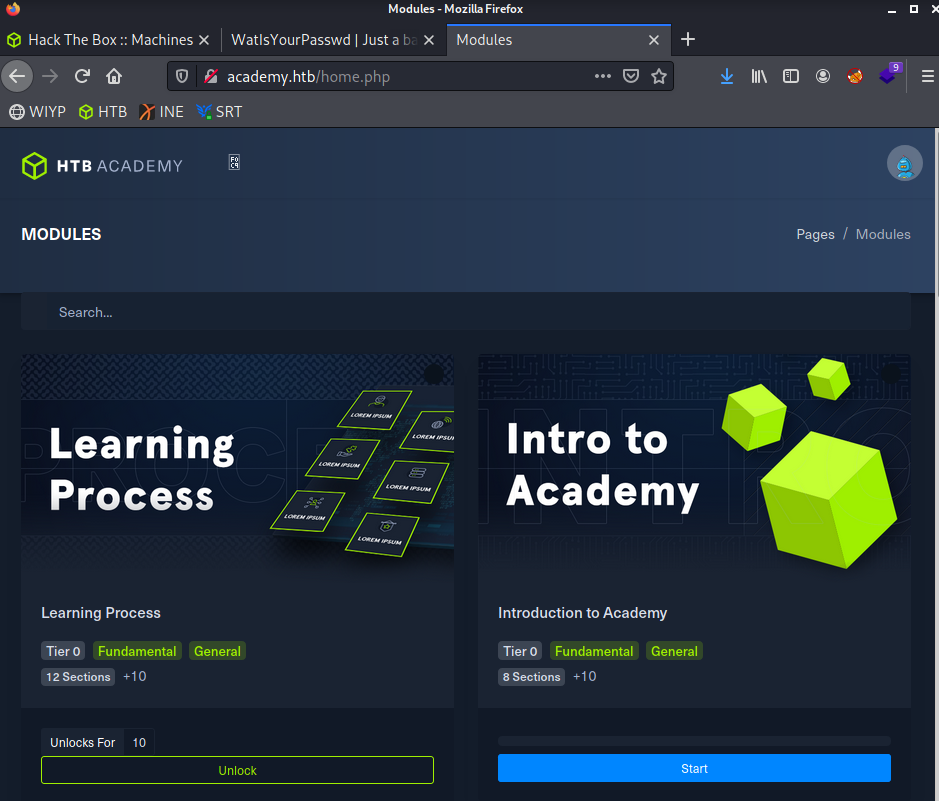 Modules - Mozilla Firefox
Hack The Box :: Machines
WatIsYourPasswd | Just a ba
Modules
academy.htb/home.php
9
WIYP HTB INE SRT
HTB ACADEMY
MODULES
Pages / Modules
Search...
Learning
Process
LOREM IPSUM
LOREM IPSUM
LOREM IPSUM
LOREM IPSUM
LOREM IPSUM
LOREM IPSUM
Intro to
Academy
Learning Process
Tier 0 Fundamental General
12 Sections +10
Unlocks For 10
Unlock
Introduction to Academy
Tier 0 Fundamental General
8 Sections +10
Start